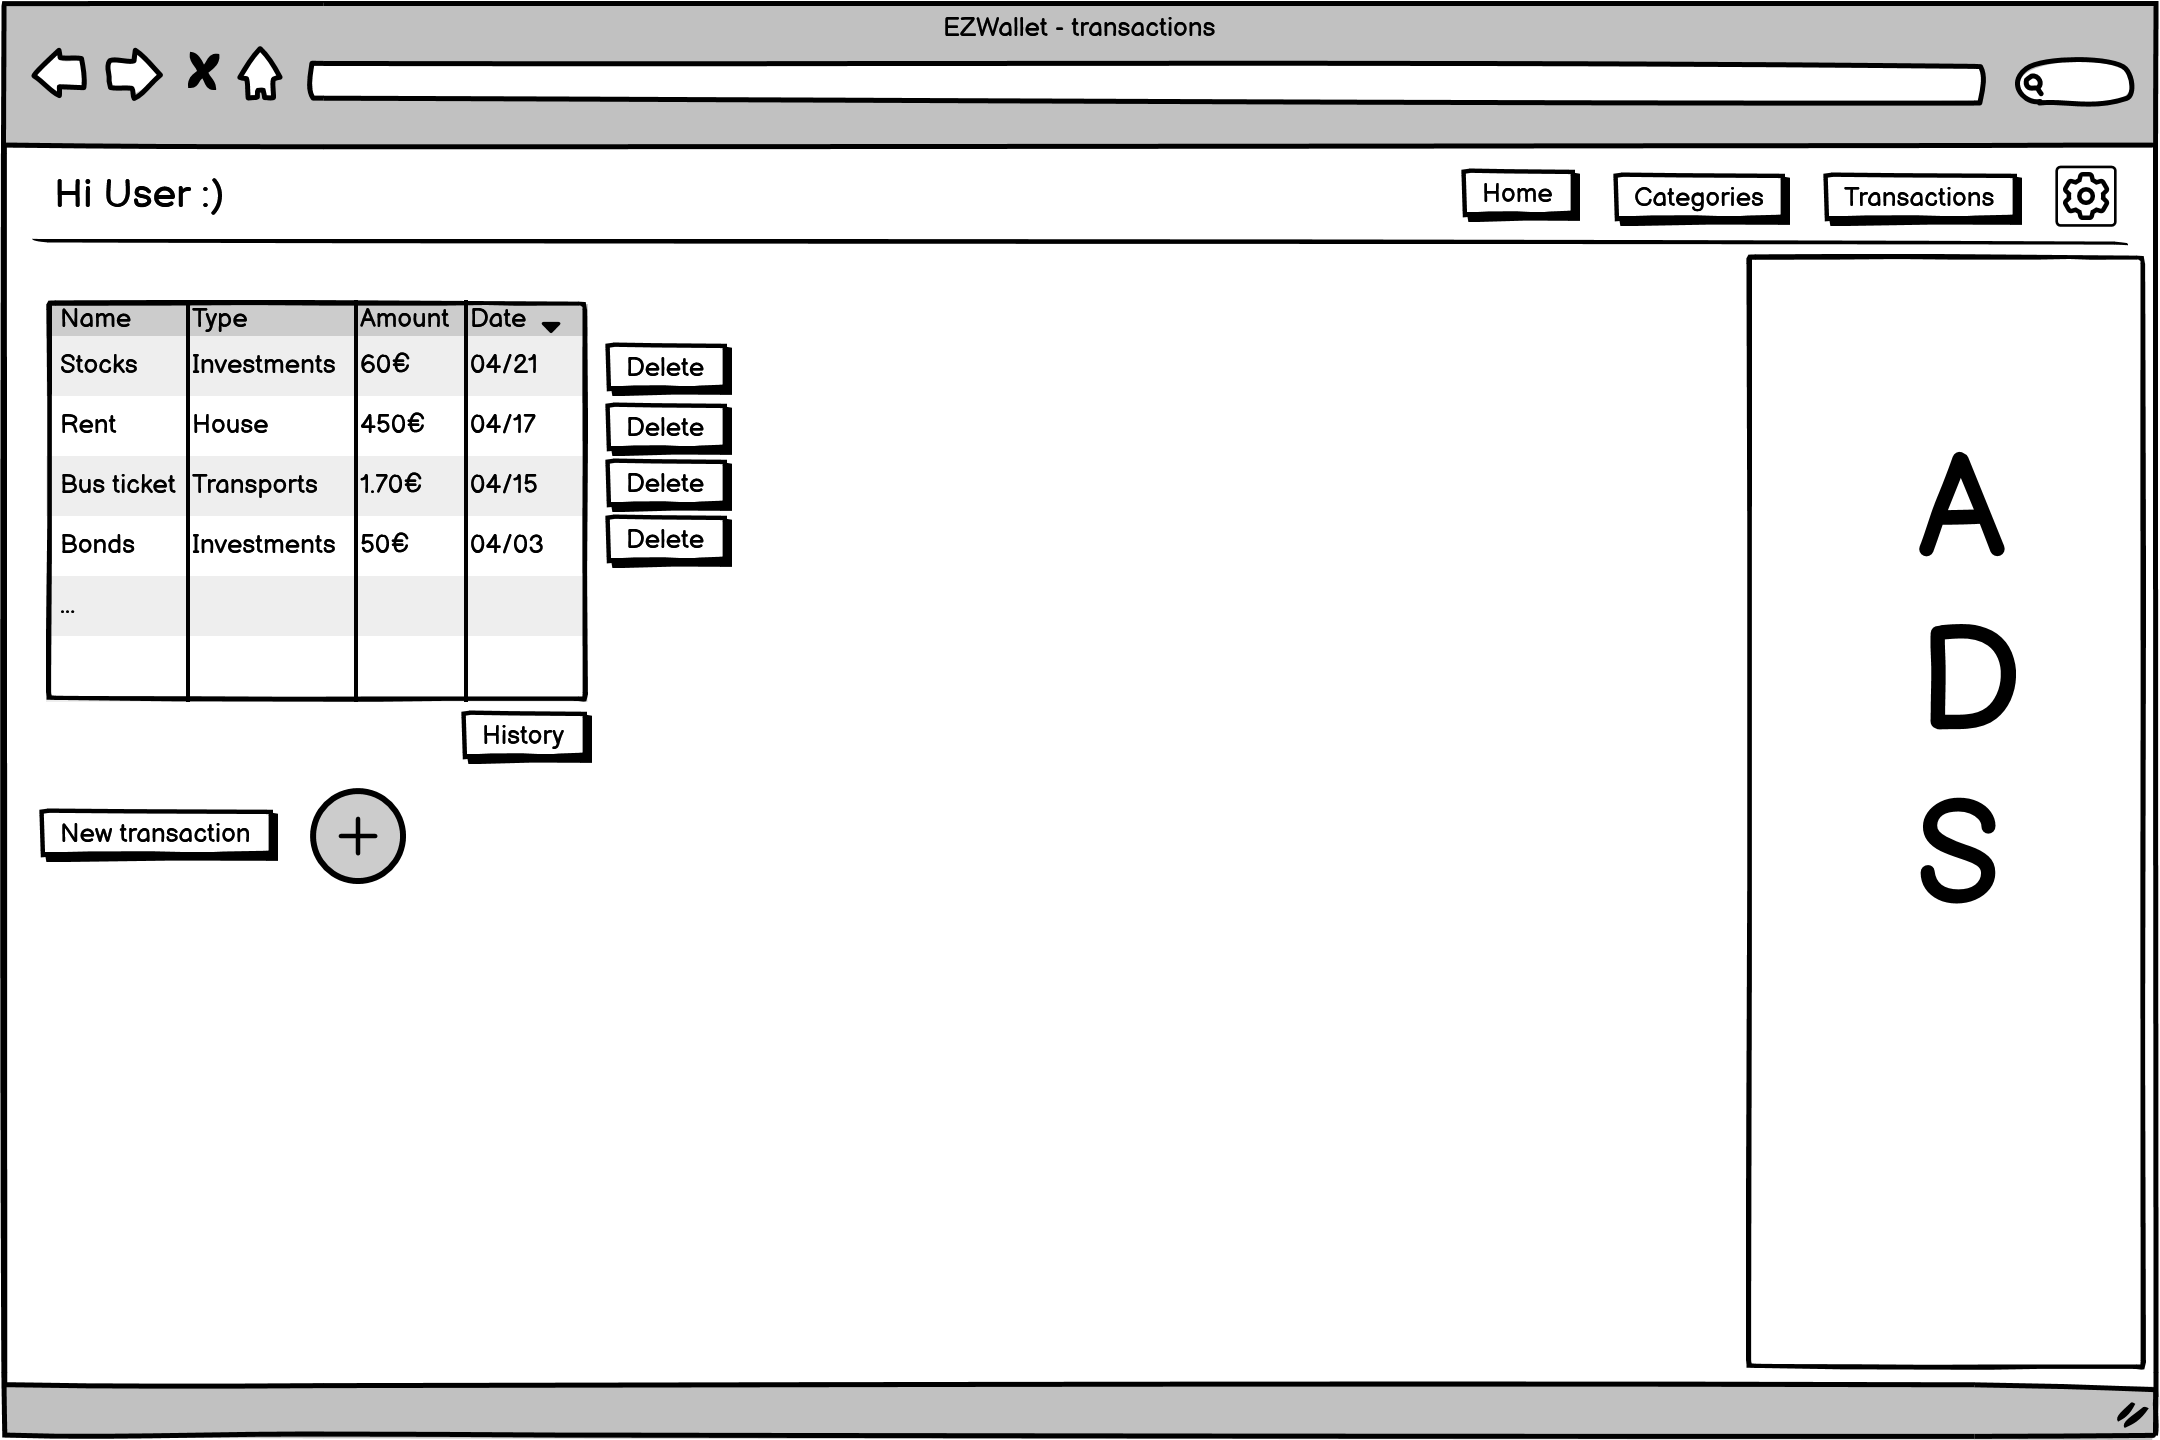 EZWallet - transactions
Hi User :)
Home
Categories
Transactions
Name Type Amount Date
Stocks Investments 60€ 04/21 Delete
Rent House 450€ 04/17 Delete
Bus ticket Transports 1.70€ 04/15 Delete
Bonds Investments 50€ 04/03 Delete
...
History
New transaction
A
D
S